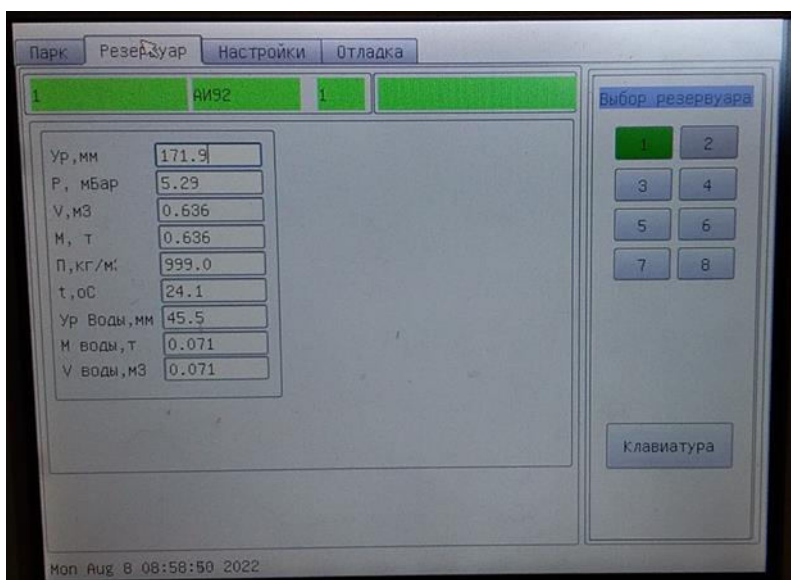 Парк Резервуар Настройки Отладка
1 АИ92 1
Выбор резервуара
1 2
3 4
5 6
7 8
Ур,мм 171.9
Р, мБар 5.29
V,м3 0.636
М, т 0.636
П,кг/м: 999.0
t,оС 24.1
Ур Воды,мм 45.5
М воды,т 0.071
V воды,м3 0.071
Клавиатура
Mon Aug 8 08:58:50 2022